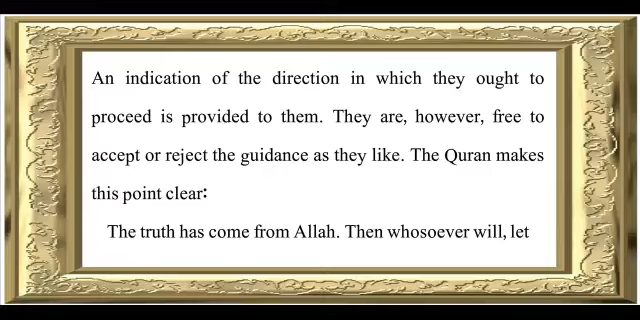 An indication of the direction in which they ought to
proceed is provided to them. They are, however, free to
accept or reject the guidance as they like. The Quran makes
this point clear:
The truth has come from Allah. Then whosoever will, let